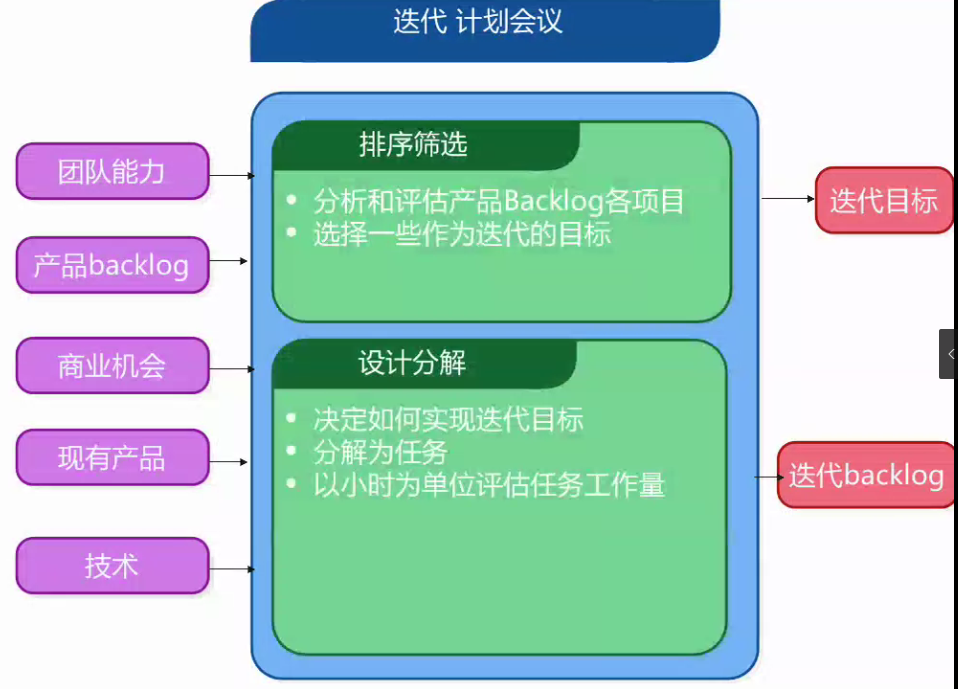 迭代 计划会议
团队能力
产品backlog
商业机会
现有产品
技术
排序筛选
• 分析和评估产品Backlog各项目
• 选择一些作为迭代的目标
设计分解
• 决定如何实现迭代目标
• 分解为任务
• 以小时为单位评估任务工作量
迭代目标
迭代backlog